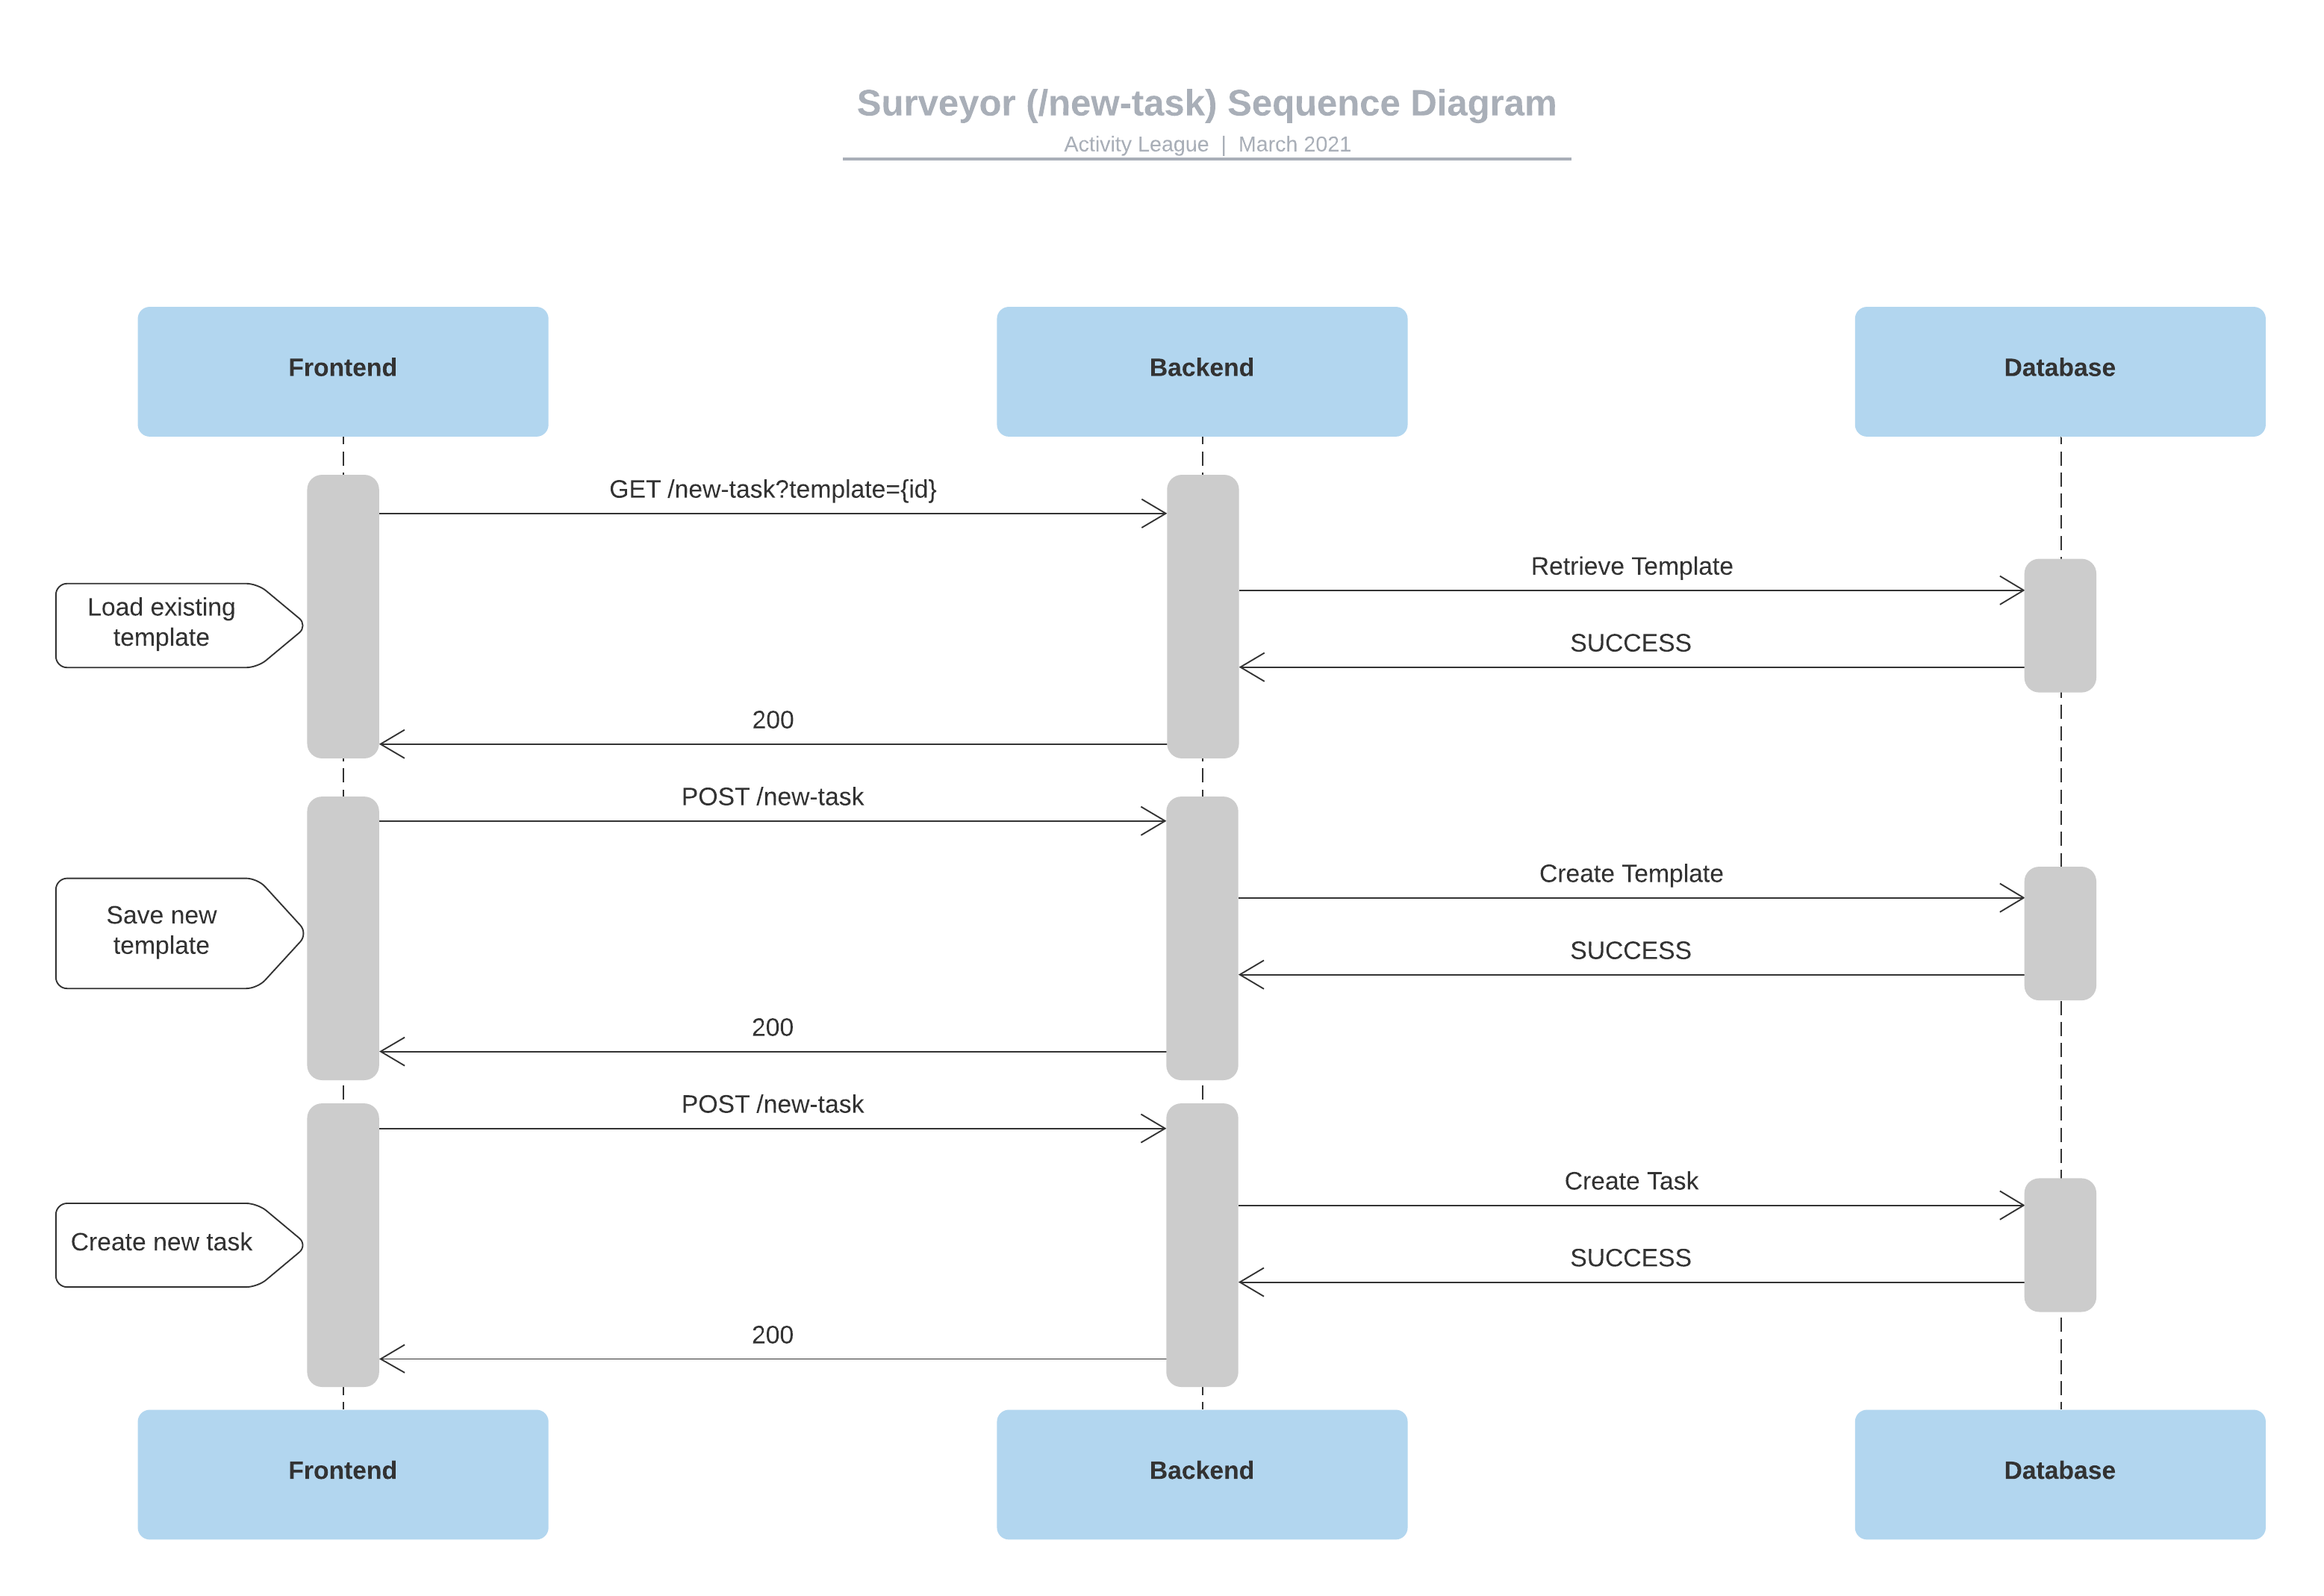 Surveyor (/new-task) Sequence Diagram
Activity League | March 2021
Frontend
Backend
Database
GET /new-task?template={id}
Retrieve Template
Load existing
template
SUCCESS
200
POST /new-task
Create Template
Save new
template
SUCCESS
200
POST /new-task
Create Task
Create new task
SUCCESS
200
Frontend
Backend
Database